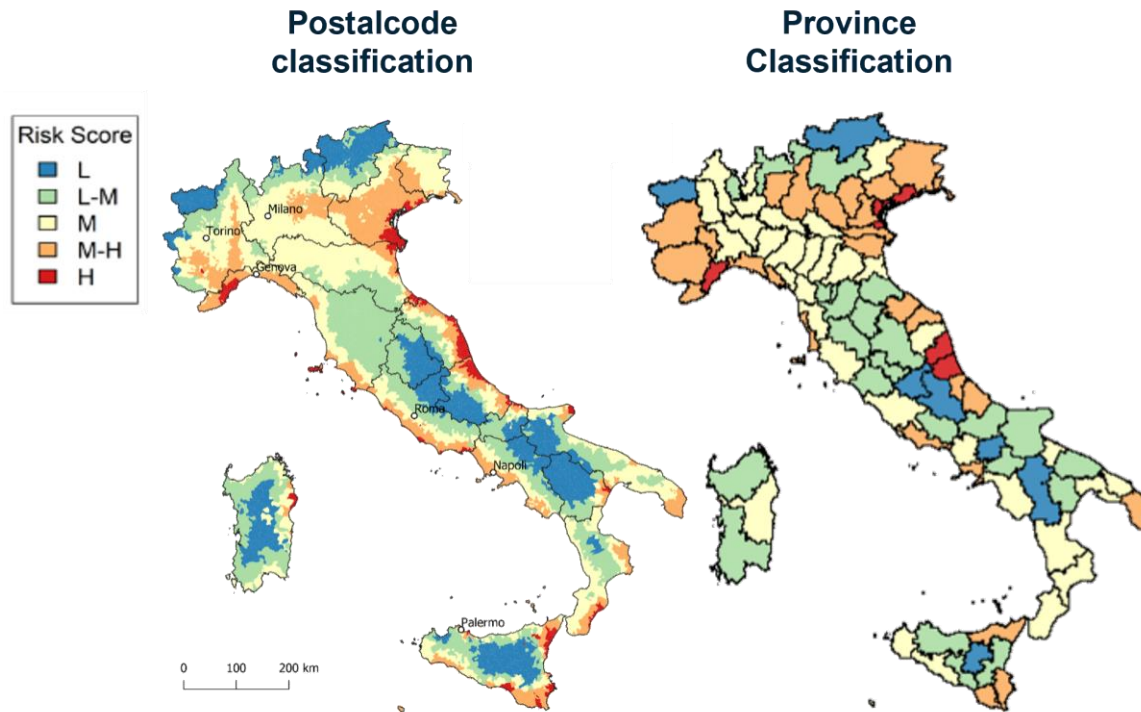 Postalcode
classification
Province
Classification
Risk Score
L
L-M
M
M-H
H
Milano
Torino
Genova
Roma
Napoli
Palermo
0 100 200 km